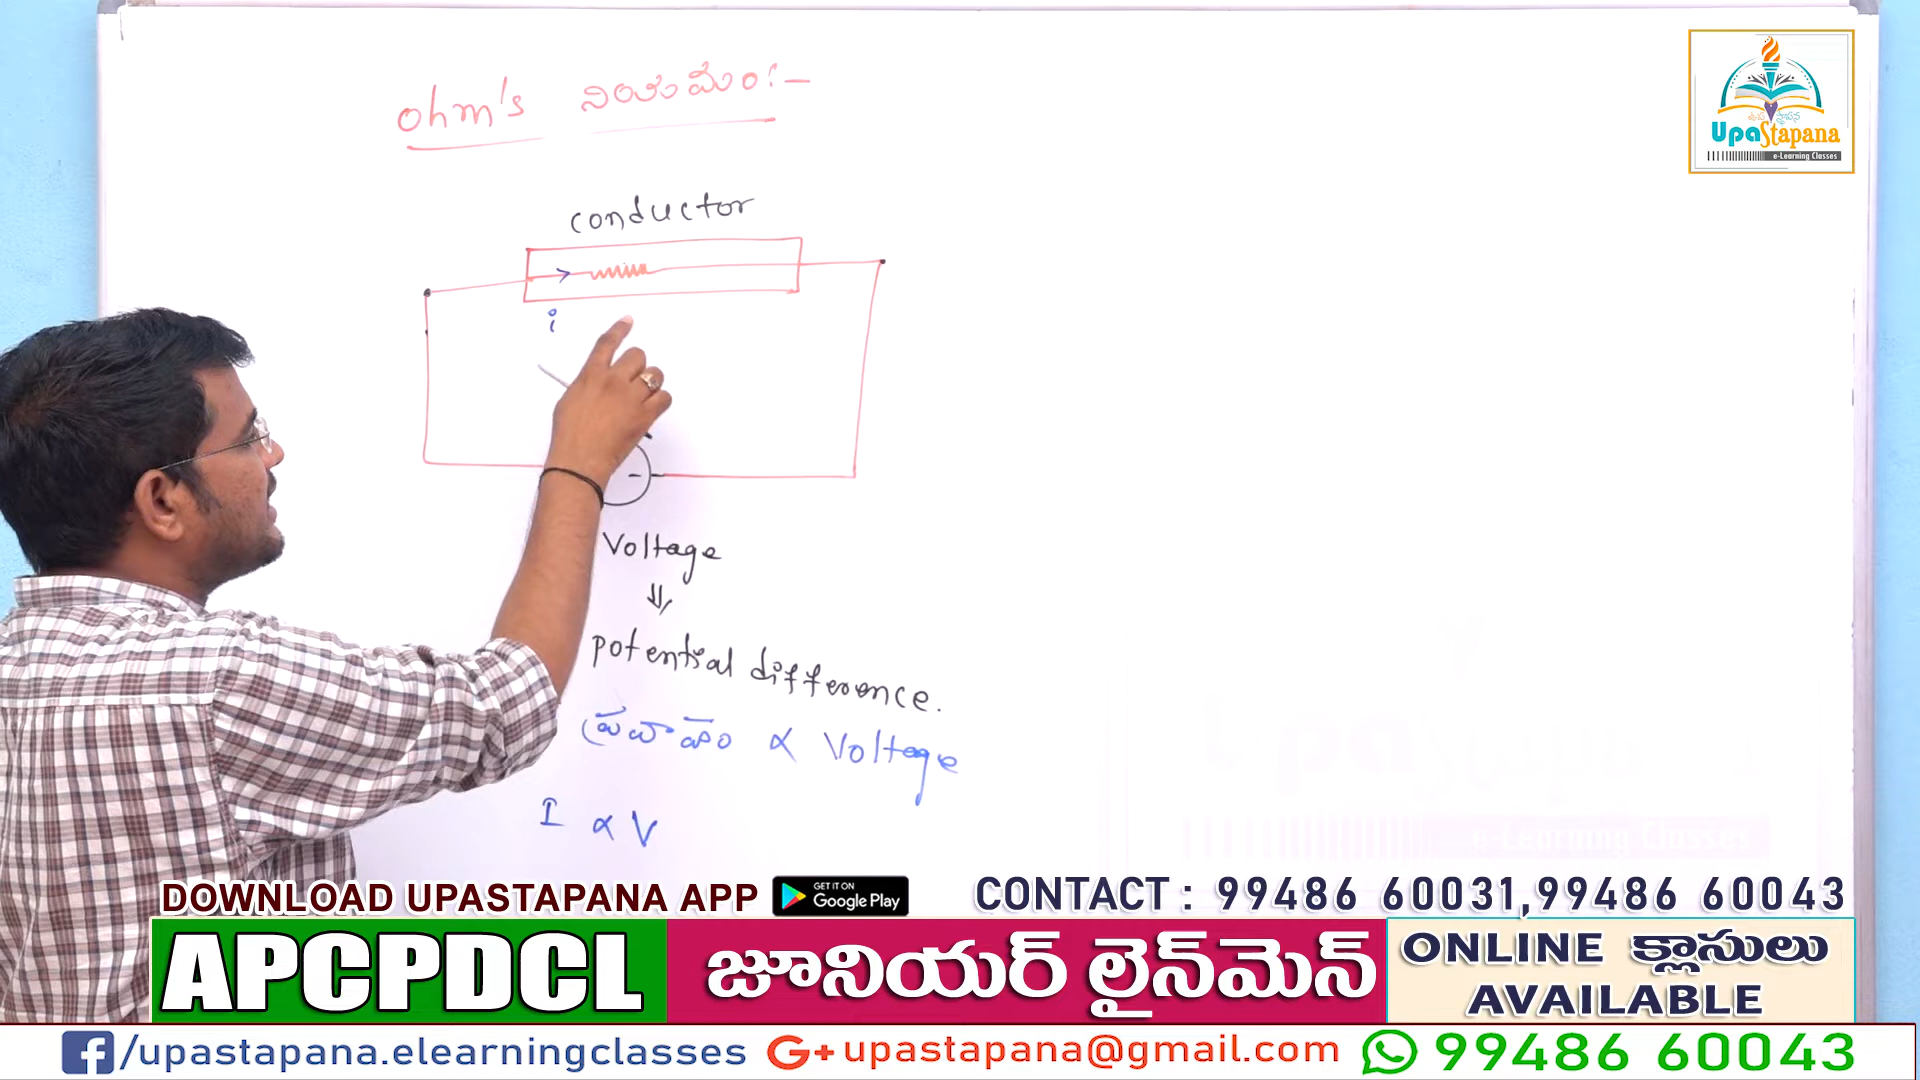 ohm's నియమం:-
conductor
i
-
Voltage
⇓
potential difference.
ప్రవాహం ∝ Voltage
I ∝ V
UpaStapana
e-Learning Classes
DOWNLOAD UPASTAPANA APP
GET IT ON
Google Play
CONTACT : 99486 60031,99486 60043
APCPDCL
జూనియర్ లైన్‌మెన్
ONLINE క్లాసులు
AVAILABLE
/upastapana.elearningclasses
G+ upastapana@gmail.com
99486 60043